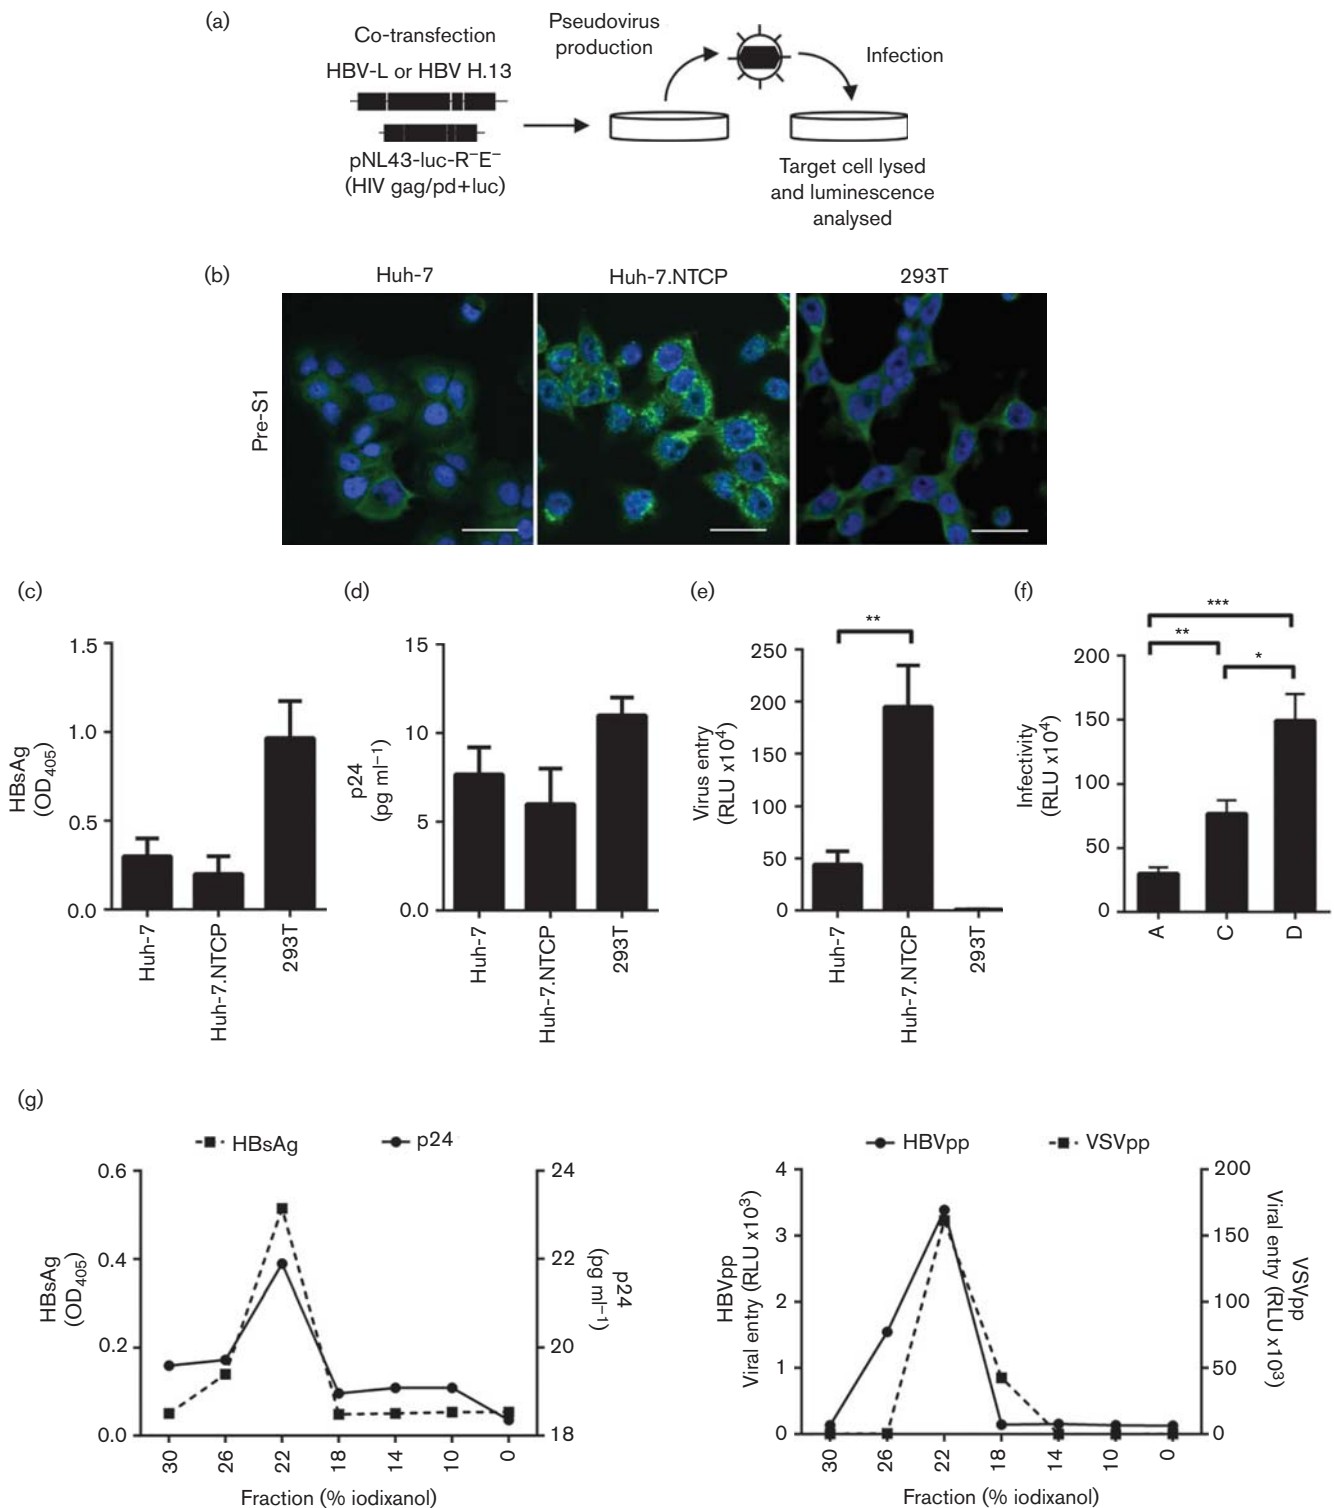 (a)
Co-transfection
HBV-L or HBV H.13
pNL43-luc-R⁻E⁻
(HIV gag/pd+luc)
Pseudovirus
production
Infection
Target cell lysed
and luminescence
analysed
(b)
Huh-7
Huh-7.NTCP
293T
Pre-S1
(c)
HBsAg
(OD₄₀₅)
1.5
1.0
0.5
0.0
Huh-7
Huh-7.NTCP
293T
(d)
p24
(pg ml⁻¹)
15
10
5
0.0
Huh-7
Huh-7.NTCP
293T
(e)
**
Virus entry
(RLU x10⁴)
250
200
150
100
50
0
Huh-7
Huh-7.NTCP
293T
(f)
***
**
*
Infectivity
(RLU x10⁴)
200
150
100
50
0
A
C
D
(g)
HBsAg
p24
HBsAg
(OD₄₀₅)
0.6
0.4
0.2
0.0
24
22
20
18
p24
(pg ml⁻¹)
30
26
22
18
14
10
0
Fraction (% iodixanol)
HBVpp
VSVpp
HBVpp
Viral entry (RLU x10³)
4
3
2
1
0
200
150
100
50
0
VSVpp
Viral entry (RLU x10³)
30
26
22
18
14
10
0
Fraction (% iodixanol)